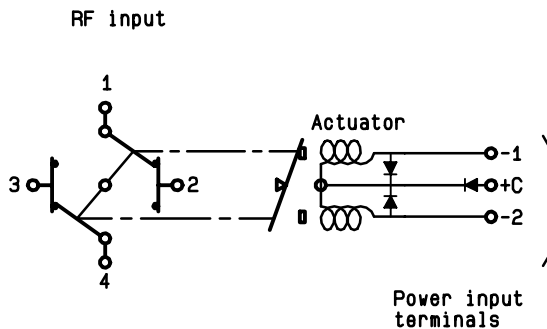 RF input
1
Actuator
-1
3
2
+C
-2
4
Power input
terminals